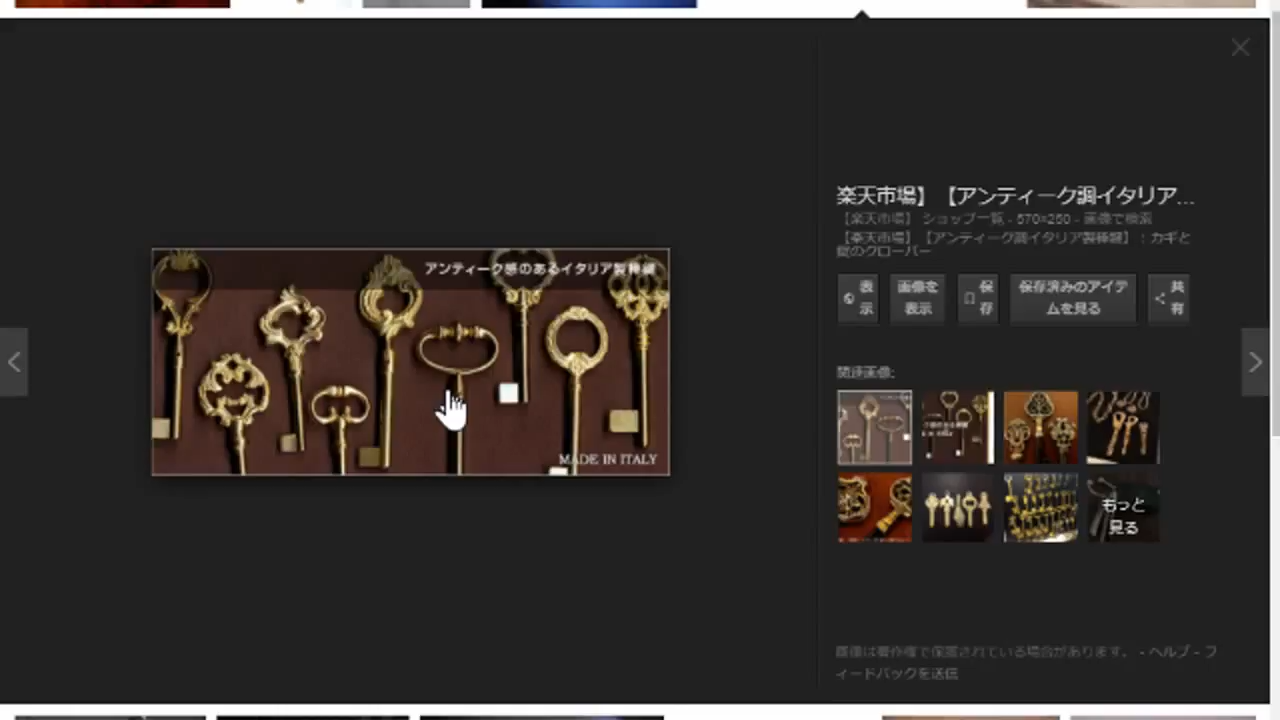 アンティーク感のあるイタリア製棒鍵
MADE IN ITALY
楽天市場】【アンティーク調イタリア...
【楽天市場】 ショップ一覧 - 570×250 - 画像で検索
【楽天市場】【アンティーク調イタリア製棒鍵】：カギと
錠のクローバー
表示
画像を表示
保存
保存済みのアイテムを見る
共有
関連画像:
もっと
見る
画像は著作権で保護されている場合があります。 - ヘルプ - フ
ィードバックを送信